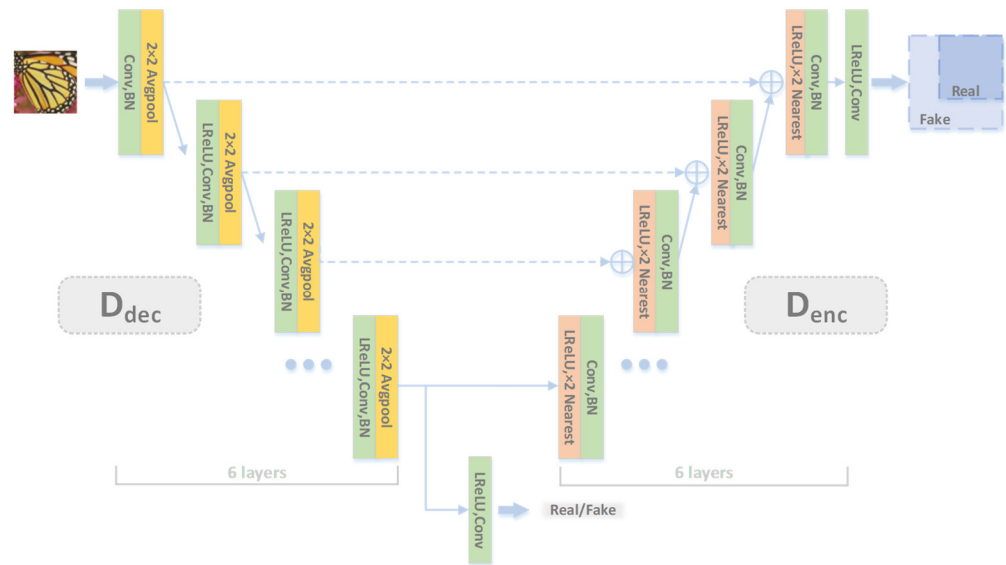 Conv,BN
2×2 Avgpool
LReLU,Conv,BN
2×2 Avgpool
LReLU,Conv,BN
2×2 Avgpool
LReLU,Conv,BN
2×2 Avgpool
LReLU,×2 Nearest
Conv,BN
LReLU,×2 Nearest
Conv,BN
LReLU,×2 Nearest
Conv,BN
LReLU,×2 Nearest
Conv,BN
LReLU,Conv
Real
Fake
Ddec
Denc
6 layers
6 layers
LReLU,Conv
Real/Fake